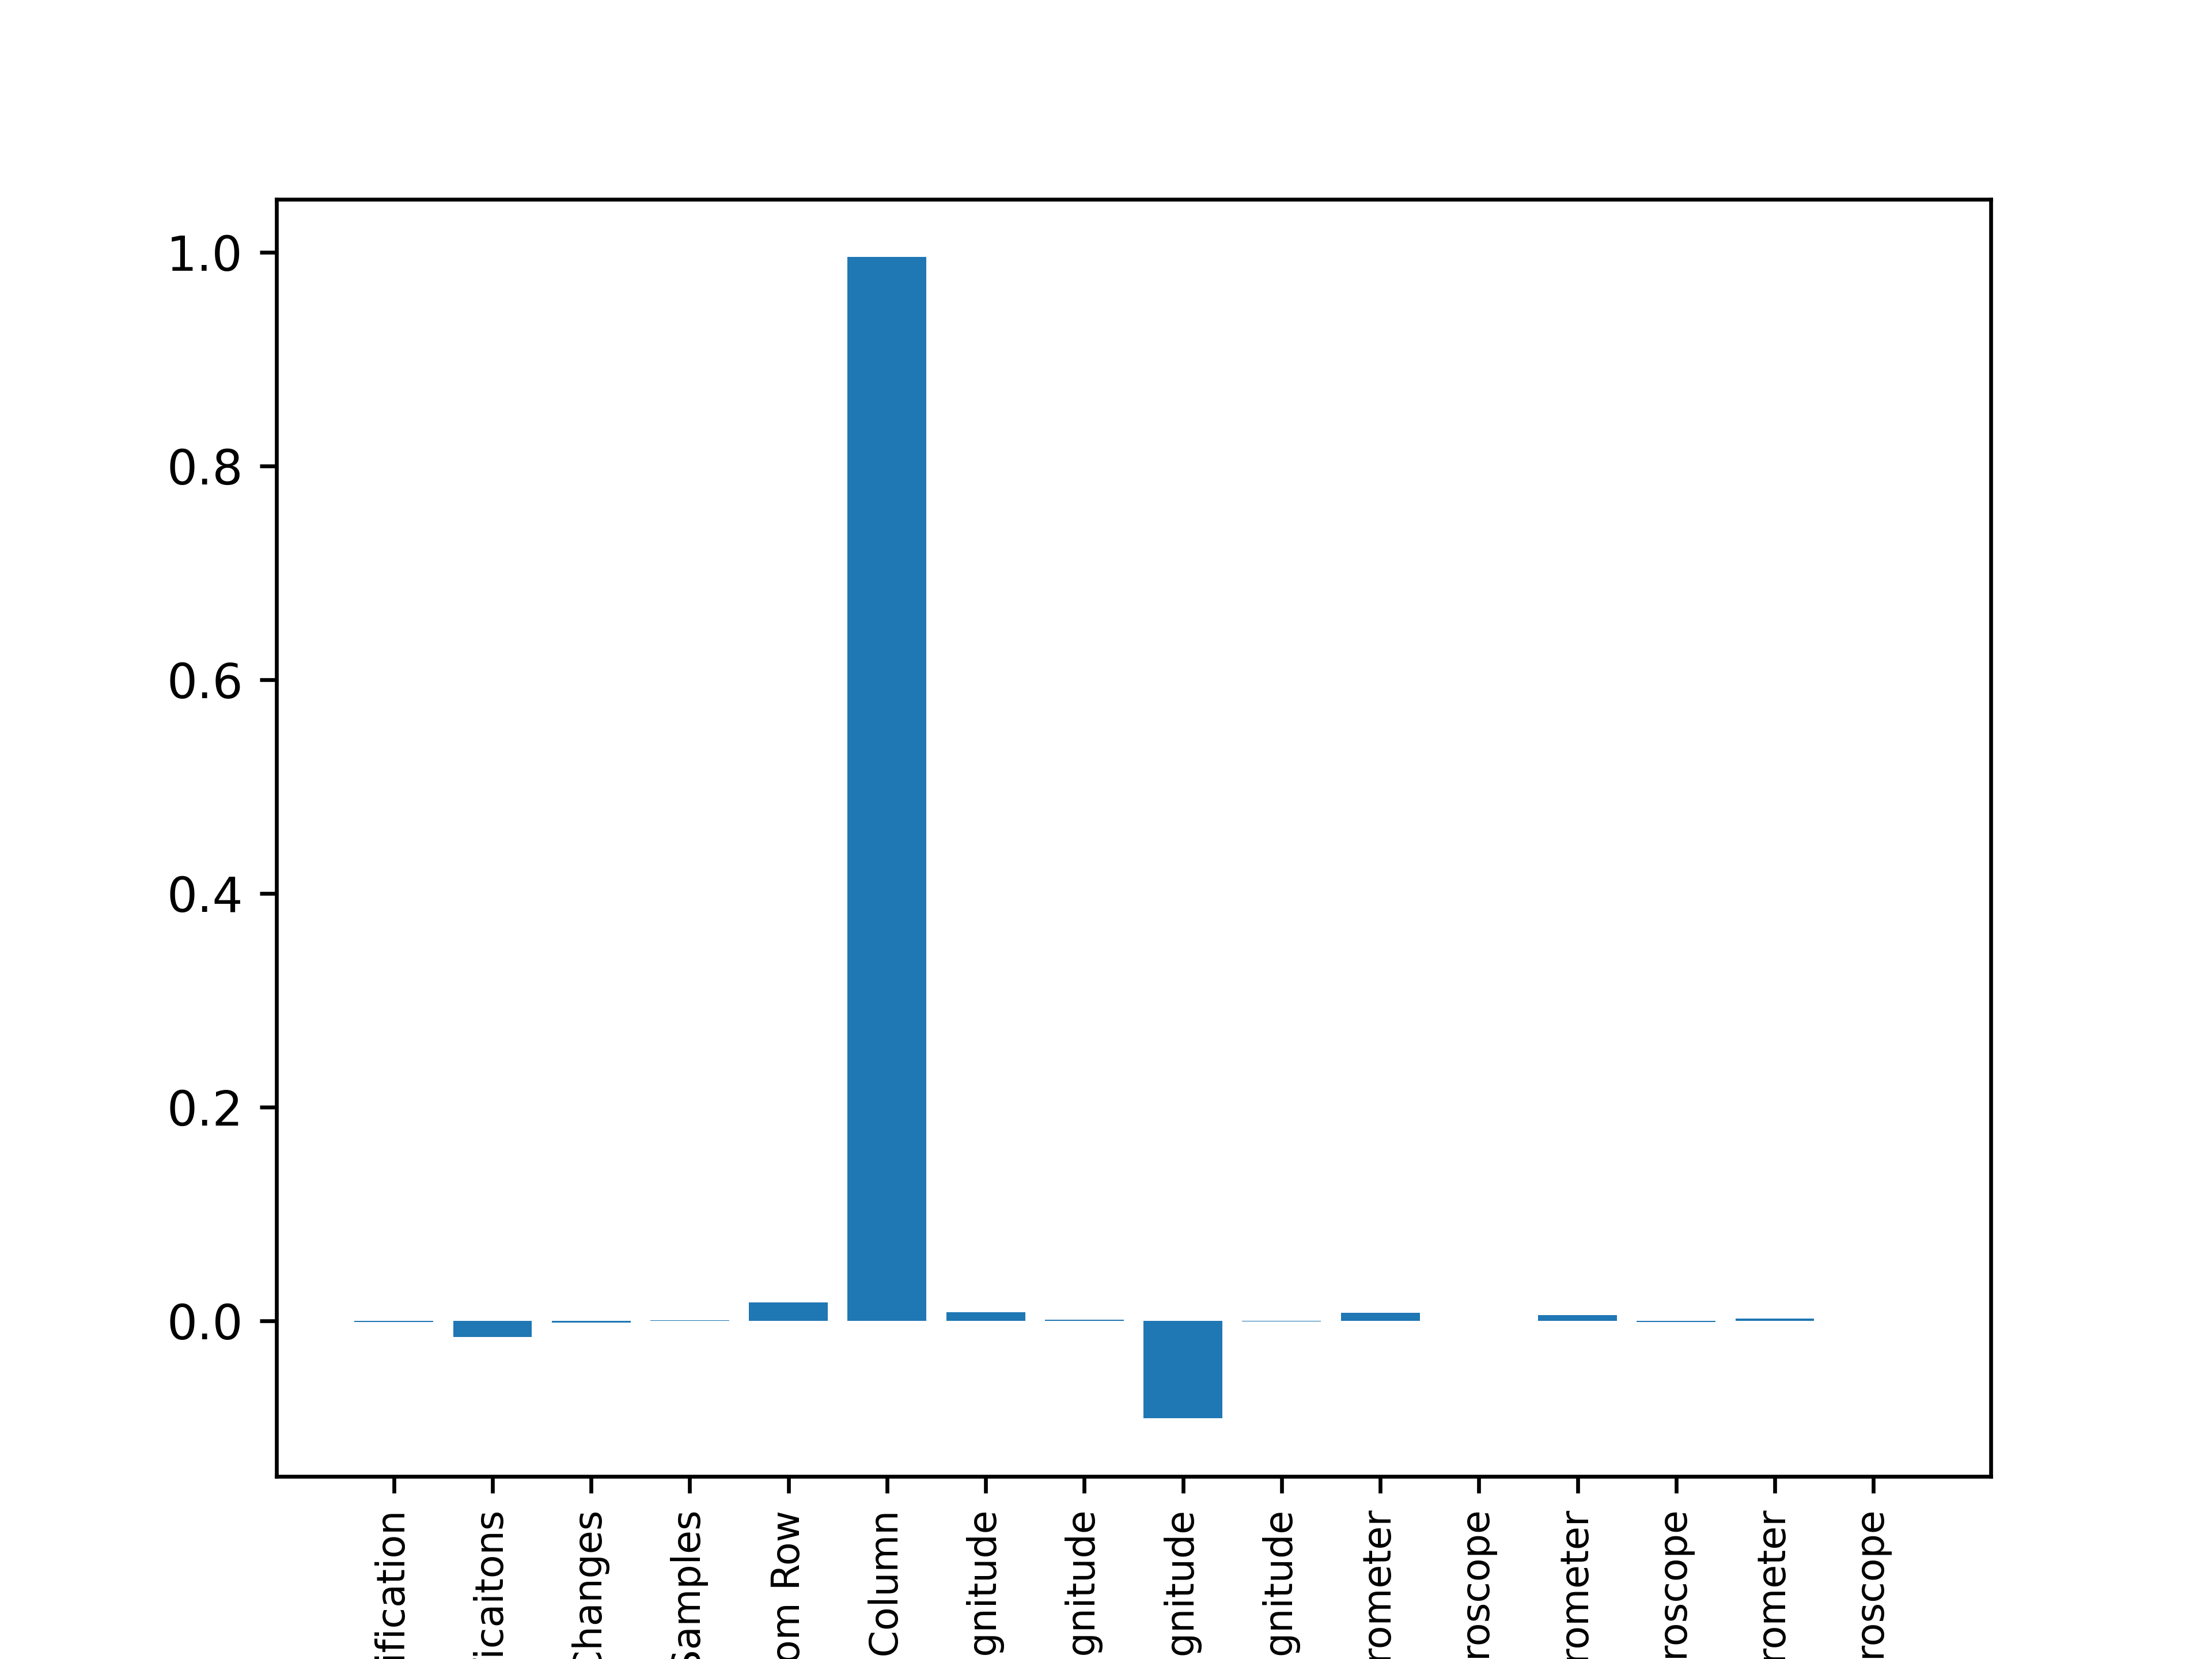 1.0
0.8
0.6
0.4
0.2
0.0
ification
icaitons
Changes
Samples
om Row
Column
gnitude
gnitude
gnitude
gnitude
rometer
roscope
rometer
roscope
rometer
roscope